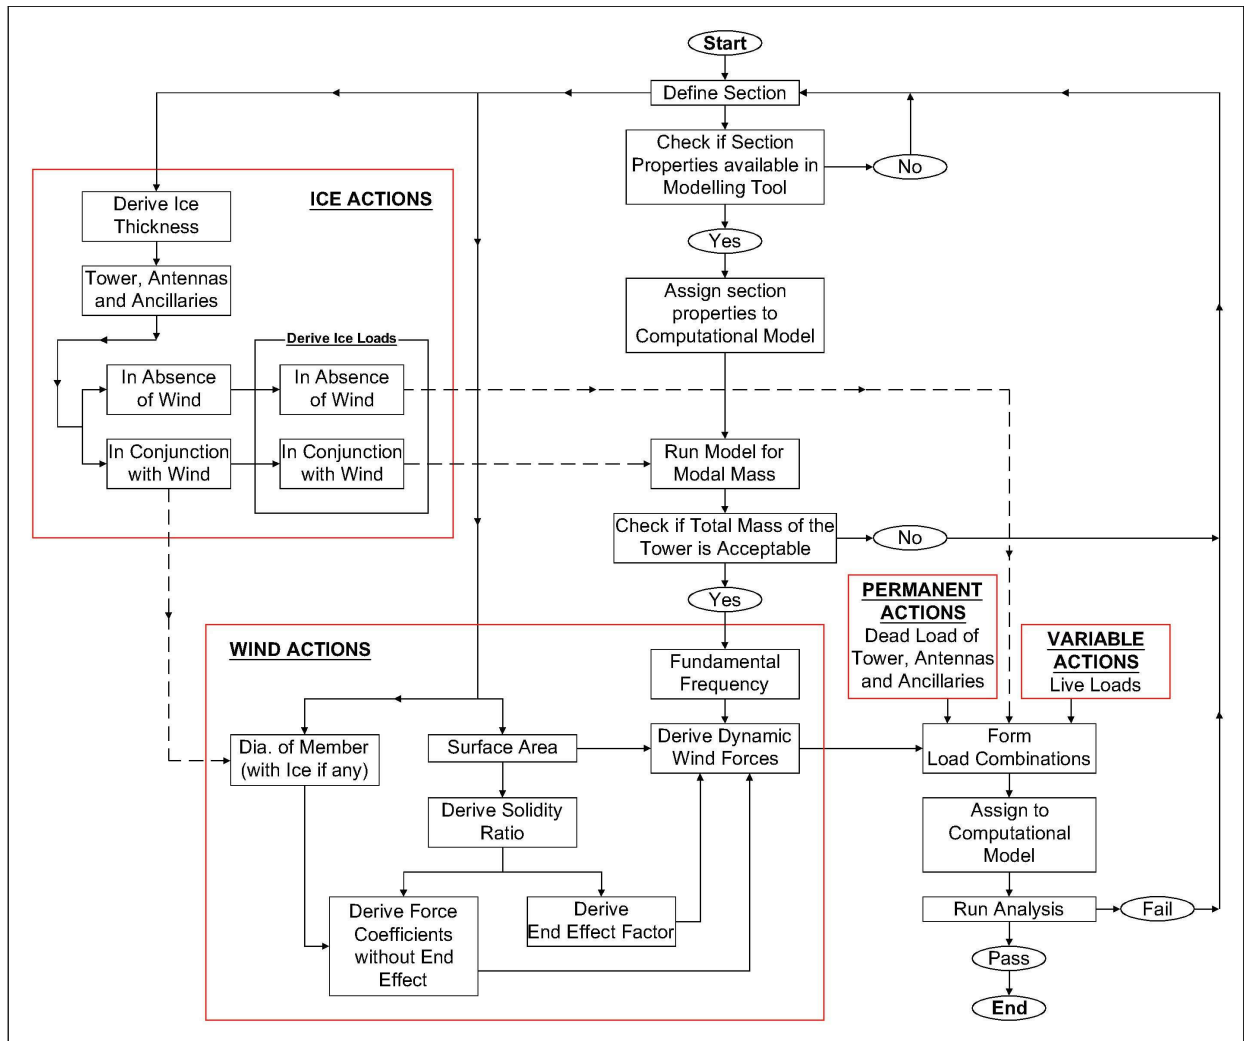 Start
Define Section
Check if Section
Properties available in
Modelling Tool
No
Yes
Assign section
properties to
Computational Model
ICE ACTIONS
Derive Ice
Thickness
Tower, Antennas
and Ancillaries
Derive Ice Loads
In Absence
of Wind
In Absence
of Wind
In Conjunction
with Wind
In Conjunction
with Wind
Run Model for
Modal Mass
Check if Total Mass of the
Tower is Acceptable
No
Yes
PERMANENT
ACTIONS
Dead Load of
Tower, Antennas
and Ancillaries
VARIABLE
ACTIONS
Live Loads
WIND ACTIONS
Fundamental
Frequency
Dia. of Member
(with Ice if any)
Surface Area
Derive Dynamic
Wind Forces
Form
Load Combinations
Derive Solidity
Ratio
Assign to
Computational
Model
Derive Force
Coefficients
without End
Effect
Derive
End Effect Factor
Run Analysis
Fail
Pass
End